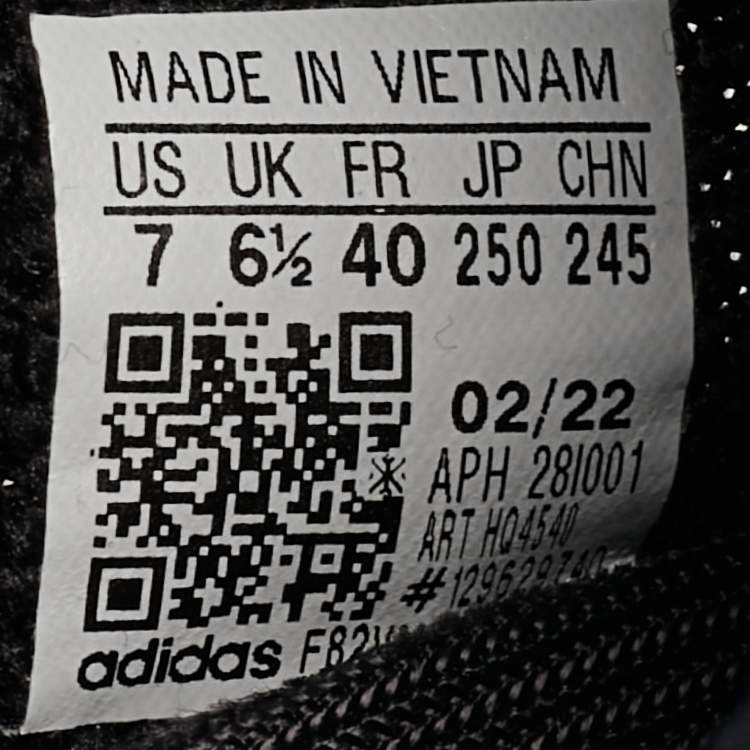 MADE IN VIETNAM
US UK FR JP CHN
7 6½ 40 250 245
02/22
APH 28I001
ART HQ4540
adidas